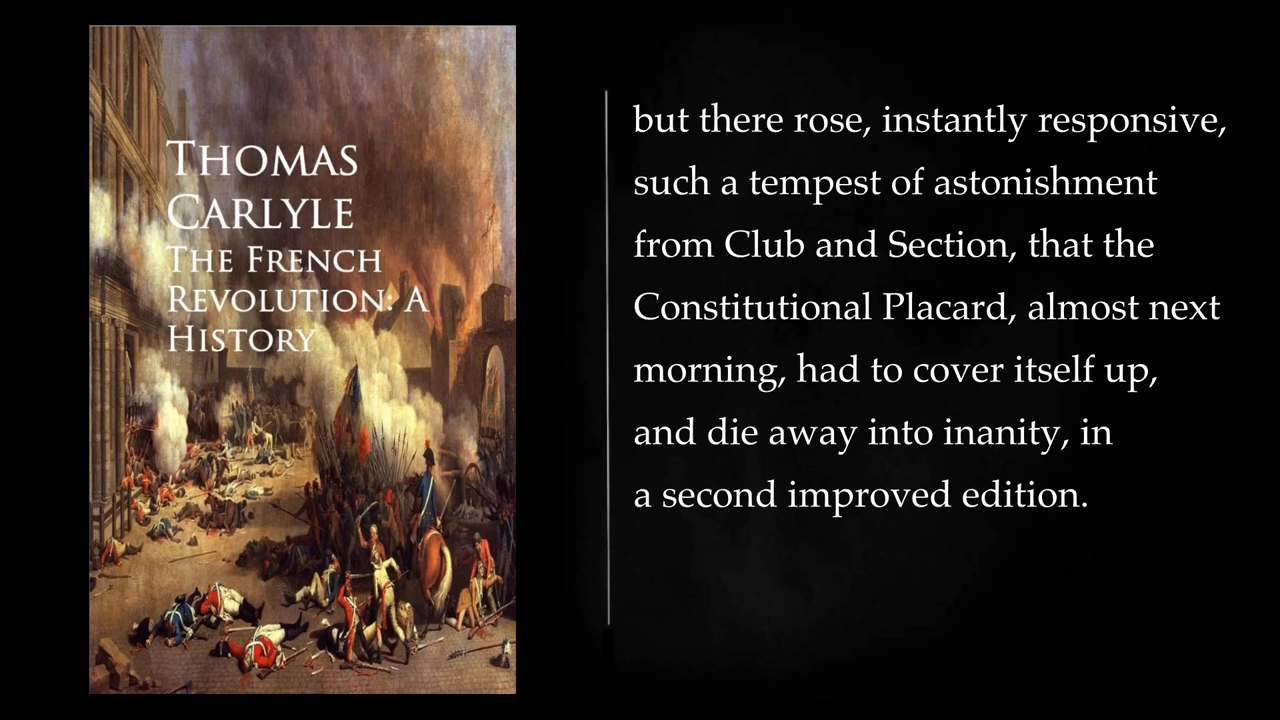 THOMAS
CARLYLE
THE FRENCH
REVOLUTION: A
HISTORY
but there rose, instantly responsive,
such a tempest of astonishment
from Club and Section, that the
Constitutional Placard, almost next
morning, had to cover itself up,
and die away into inanity, in
a second improved edition.